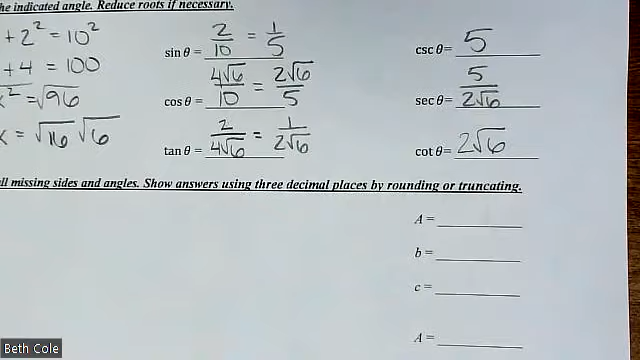 he indicated angle. Reduce roots if necessary.
+ 2² = 10²
+ 4 = 100
x² = √96
x = √16 √6
sin θ = 2/10 = 1/5
cos θ = 4√6/10 = 2√6/5
tan θ = 2/4√6 = 1/2√6
csc θ = 5
sec θ = 5/2√6
cot θ = 2√6
ll missing sides and angles. Show answers using three decimal places by rounding or truncating.
A =
b =
c =
A =
Beth Cole